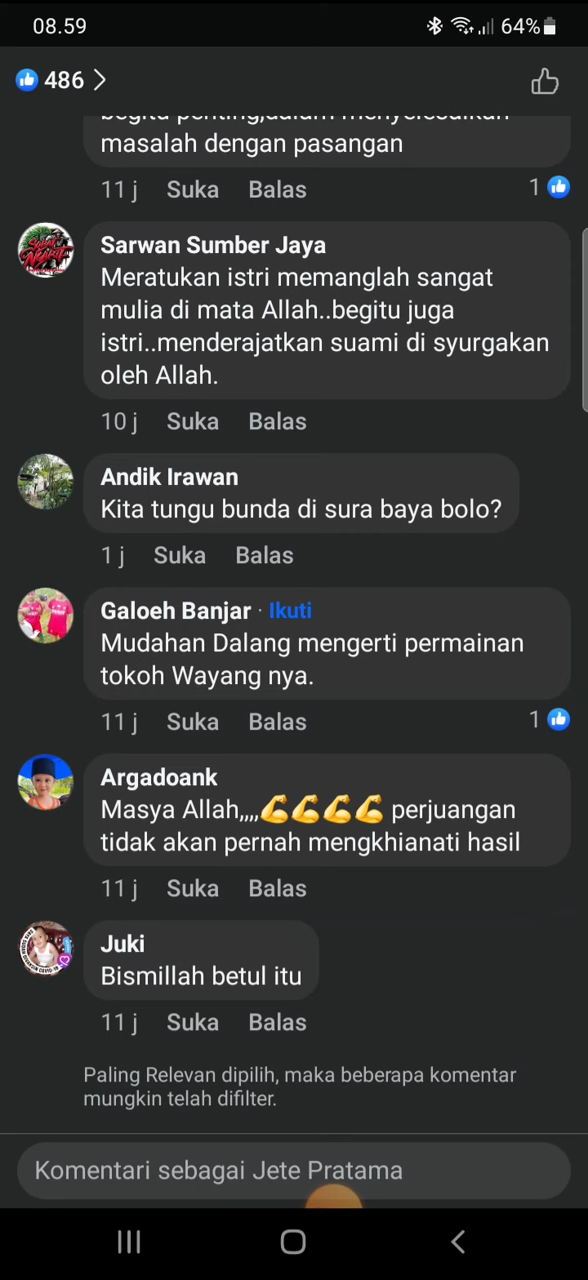 08.59
64%
486
begitu penting,dalam menyelesaikan
masalah dengan pasangan
11 j Suka Balas 1
Sarwan Sumber Jaya
Meratukan istri memanglah sangat
mulia di mata Allah..begitu juga
istri..menderajatkan suami di syurgakan
oleh Allah.
10 j Suka Balas
Andik Irawan
Kita tungu bunda di sura baya bolo?
1 j Suka Balas
Galoeh Banjar · Ikuti
Mudahan Dalang mengerti permainan
tokoh Wayang nya.
11 j Suka Balas 1
Argadoank
Masya Allah,,,,💪💪💪💪 perjuangan
tidak akan pernah mengkhianati hasil
11 j Suka Balas
Juki
Bismillah betul itu
11 j Suka Balas
Paling Relevan dipilih, maka beberapa komentar
mungkin telah difilter.
Komentari sebagai Jete Pratama